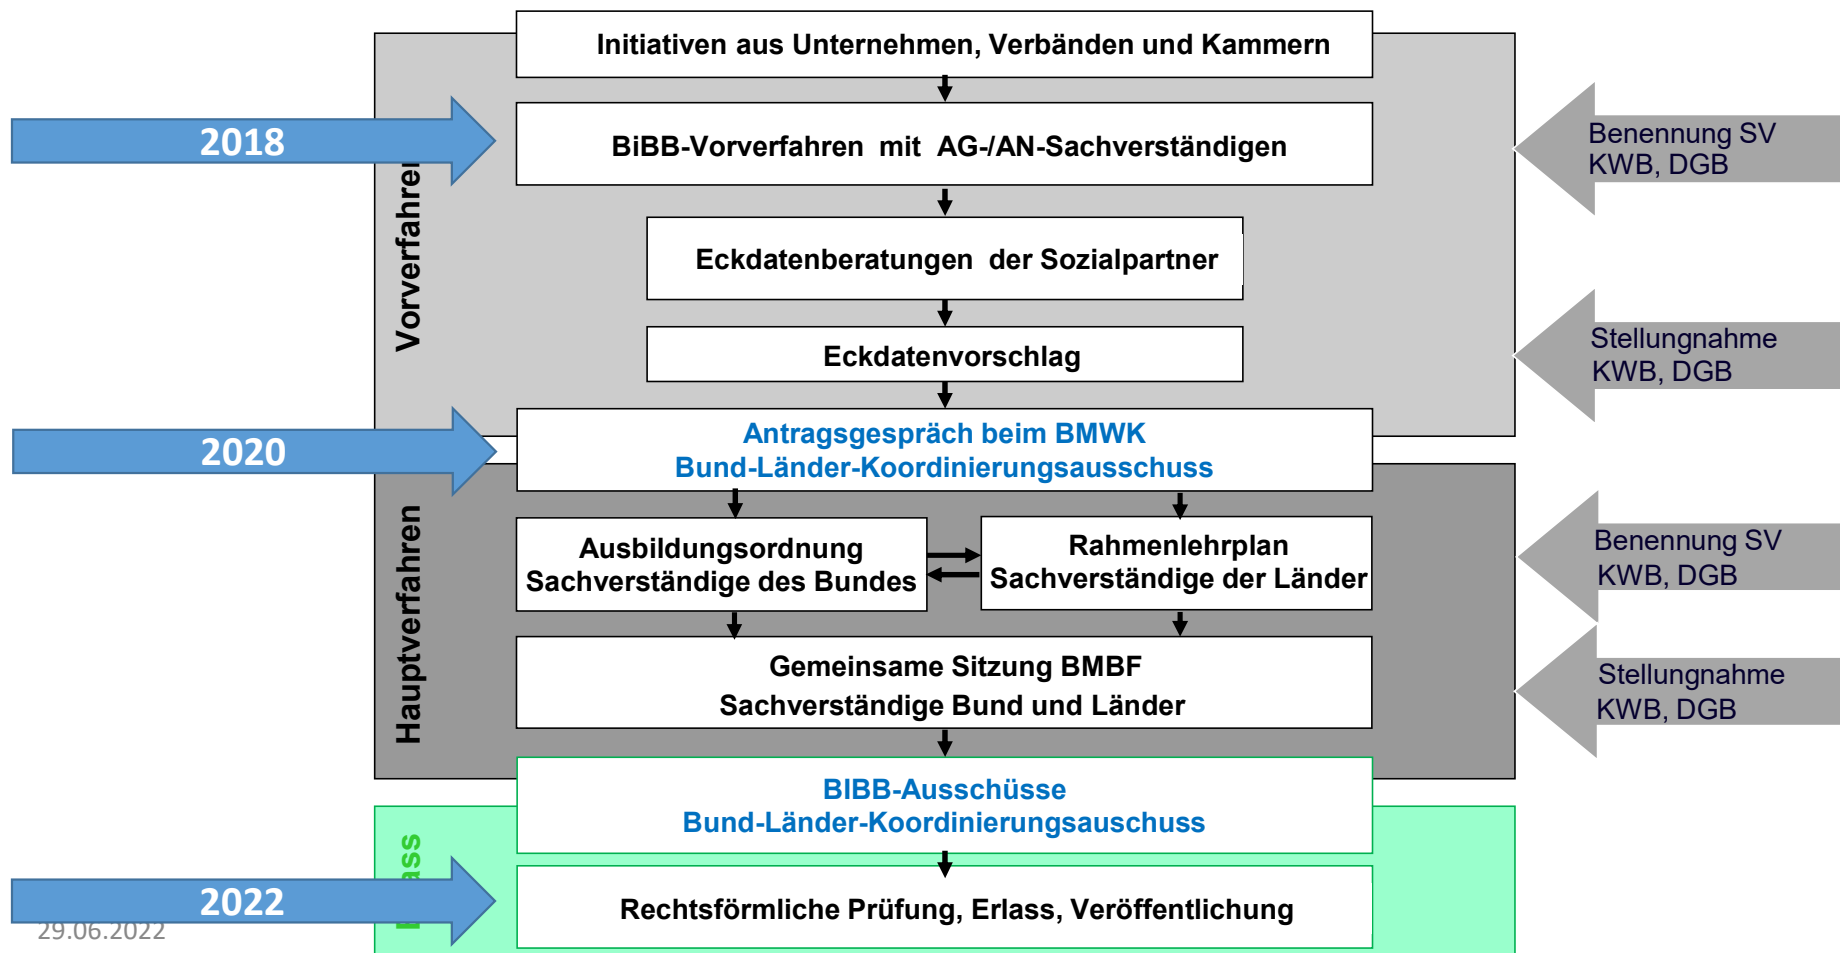 Initiativen aus Unternehmen, Verbänden und Kammern
2018
BiBB-Vorverfahren mit AG-/AN-Sachverständigen
Benennung SV
KWB, DGB
Vorverfahren
Eckdatenberatungen der Sozialpartner
Eckdatenvorschlag
Stellungnahme
KWB, DGB
2020
Antragsgespräch beim BMWK
Bund-Länder-Koordinierungsausschuss
Hauptverfahren
Ausbildungsordnung
Sachverständige des Bundes
Rahmenlehrplan
Sachverständige der Länder
Benennung SV
KWB, DGB
Gemeinsame Sitzung BMBF
Sachverständige Bund und Länder
Stellungnahme
KWB, DGB
BIBB-Ausschüsse
Bund-Länder-Koordinierungsauschuss
2022
Rechtsförmliche Prüfung, Erlass, Veröffentlichung
29.06.2022